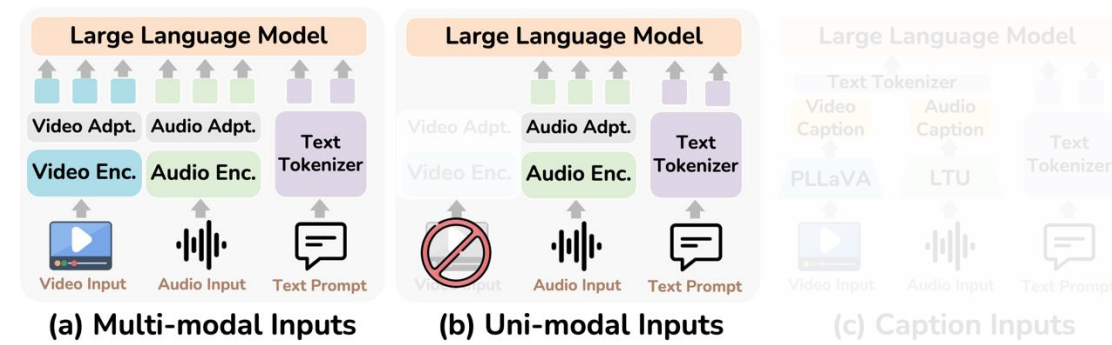 Large Language Model
Video Adpt.
Audio Adpt.
Text
Tokenizer
Video Enc.
Audio Enc.
Video Input
Audio Input
Text Prompt
(a) Multi-modal Inputs
Large Language Model
Video Adpt.
Audio Adpt.
Text
Tokenizer
Video Enc.
Audio Enc.
Video Input
Audio Input
Text Prompt
(b) Uni-modal Inputs
Large Language Model
Text Tokenizer
Video
Caption
Audio
Caption
Text
Tokenizer
PLLaVA
LTU
Video Input
Audio Input
Text Prompt
(c) Caption Inputs